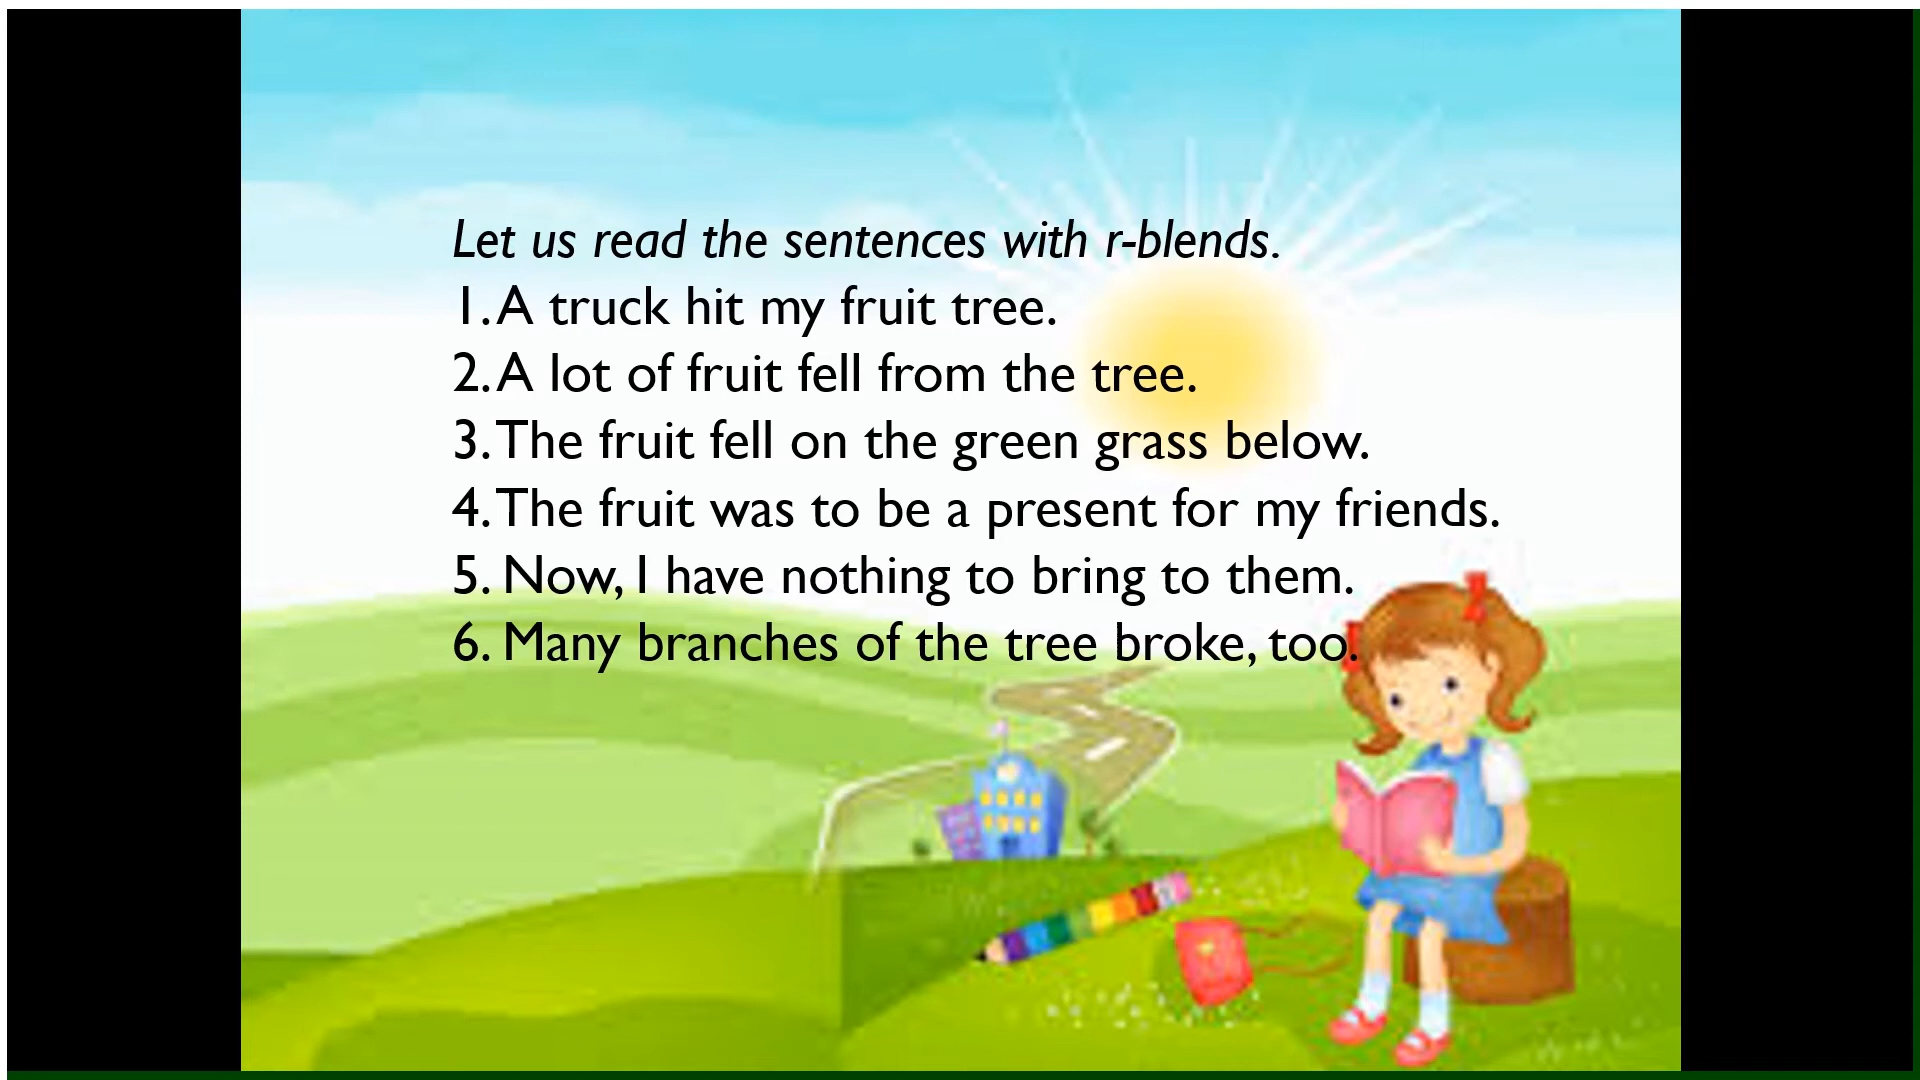 Let us read the sentences with r-blends.
1. A truck hit my fruit tree.
2. A lot of fruit fell from the tree.
3. The fruit fell on the green grass below.
4. The fruit was to be a present for my friends.
5. Now, I have nothing to bring to them.
6. Many branches of the tree broke, too.